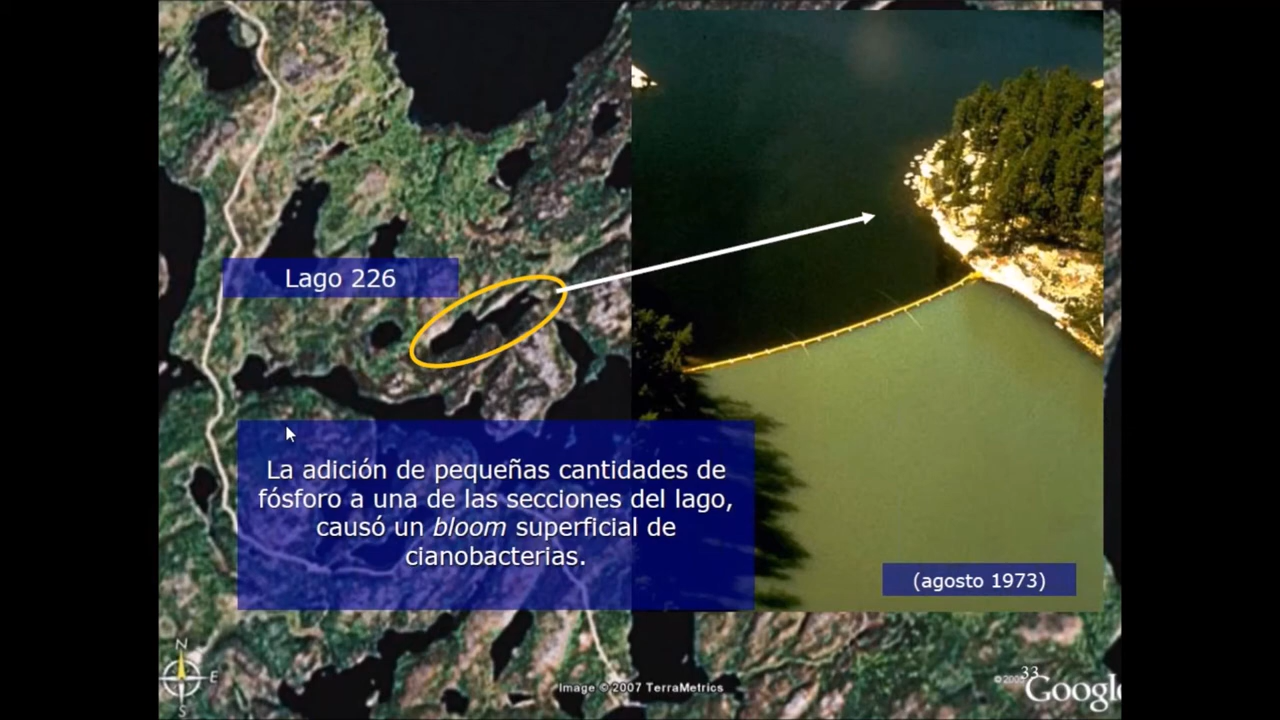 Lago 226
La adición de pequeñas cantidades de
fósforo a una de las secciones del lago,
causó un bloom superficial de
cianobacterias.
(agosto 1973)
N
E
S
Image © 2007 TerraMetrics
33
Google